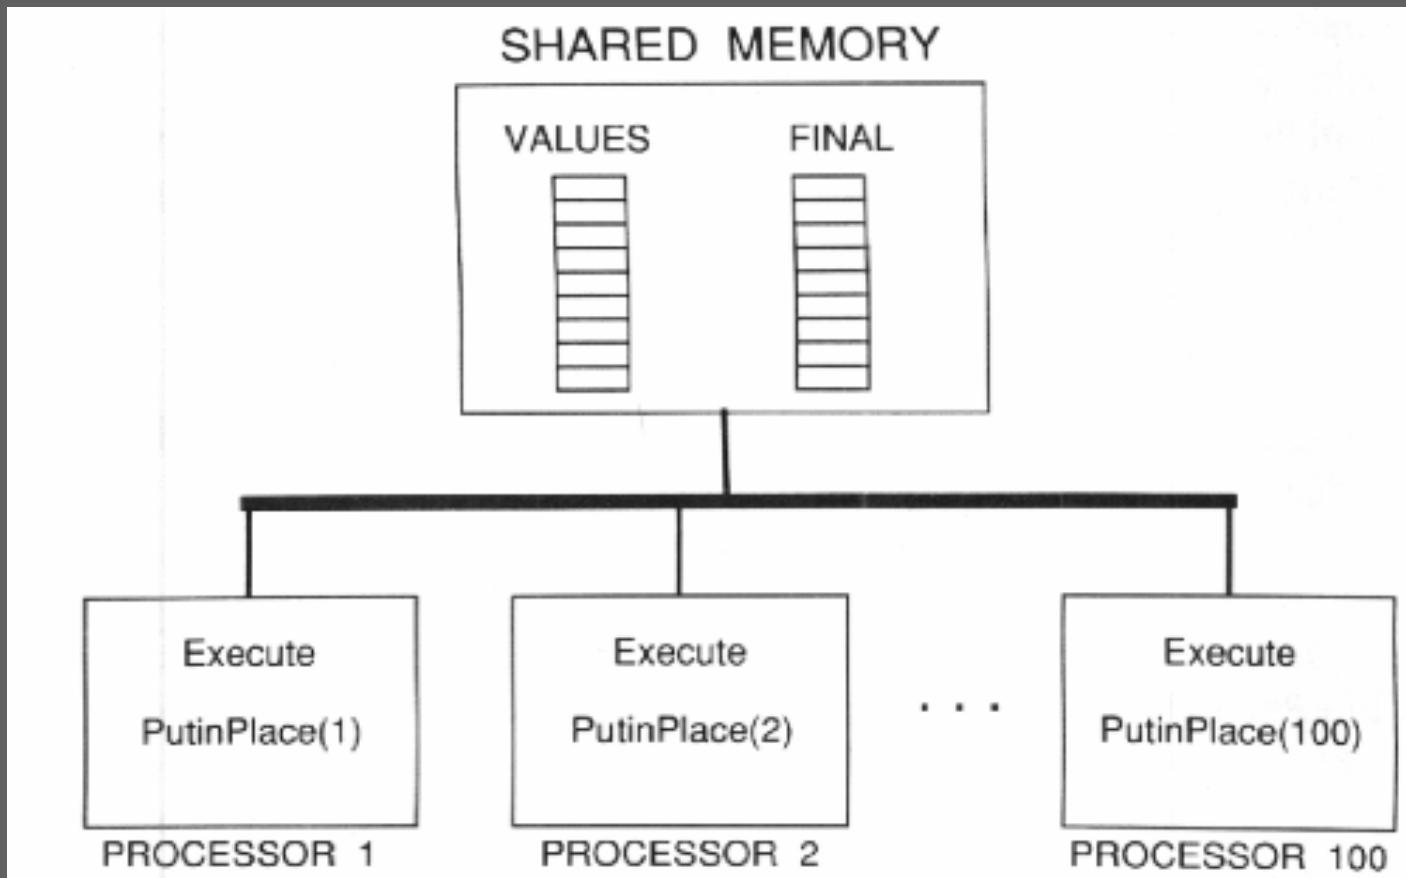 SHARED MEMORY
VALUES
FINAL
Execute
PutinPlace(1)
PROCESSOR 1
Execute
PutinPlace(2)
PROCESSOR 2
. . .
Execute
PutinPlace(100)
PROCESSOR 100